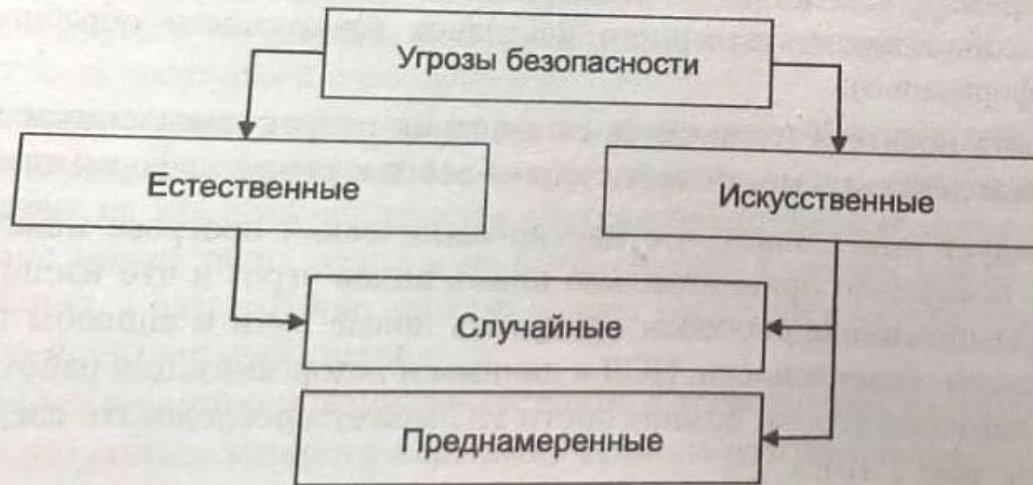 Угрозы безопасности
Естественные
Искусственные
Случайные
Преднамеренные